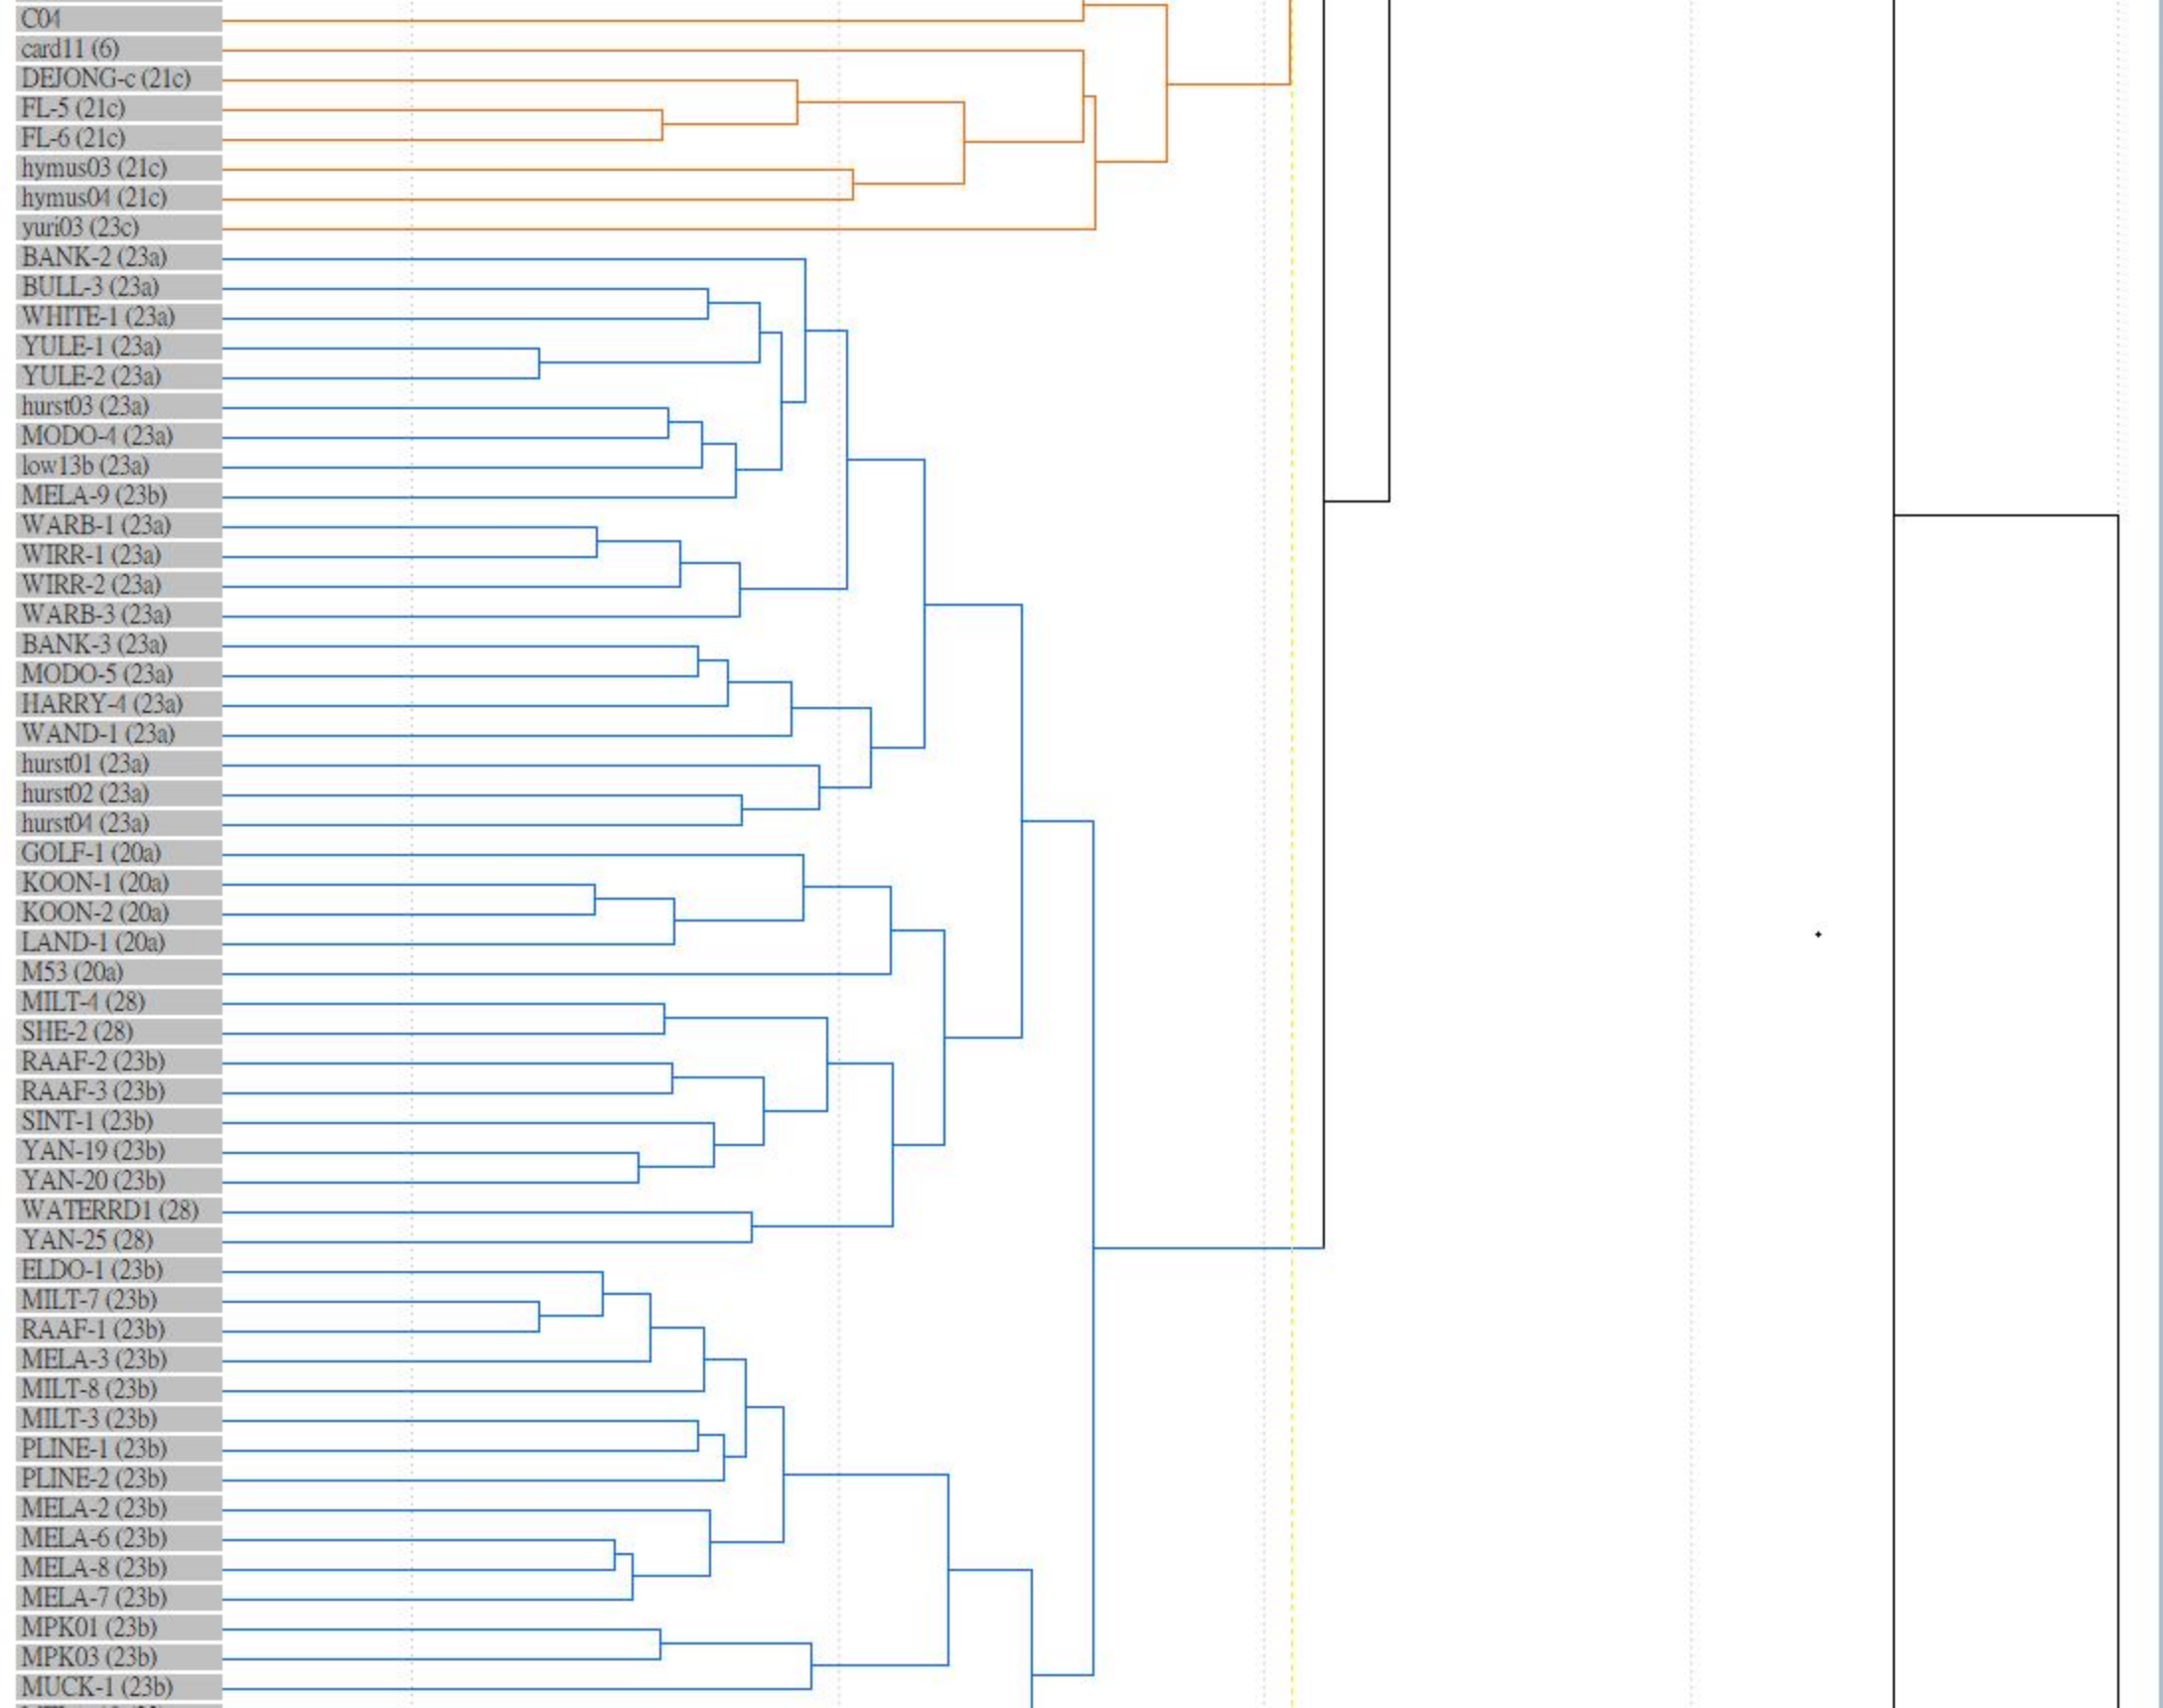 C04
card11 (6)
DEJONG-c (21c)
FL-5 (21c)
FL-6 (21c)
hymus03 (21c)
hymus04 (21c)
yuri03 (23c)
BANK-2 (23a)
BULL-3 (23a)
WHITE-1 (23a)
YULE-1 (23a)
YULE-2 (23a)
hurst03 (23a)
MODO-4 (23a)
low13b (23a)
MELA-9 (23b)
WARB-1 (23a)
WIRR-1 (23a)
WIRR-2 (23a)
WARB-3 (23a)
BANK-3 (23a)
MODO-5 (23a)
HARRY-4 (23a)
WAND-1 (23a)
hurst01 (23a)
hurst02 (23a)
hurst04 (23a)
GOLF-1 (20a)
KOON-1 (20a)
KOON-2 (20a)
LAND-1 (20a)
M53 (20a)
MILT-4 (28)
SHE-2 (28)
RAAF-2 (23b)
RAAF-3 (23b)
SINT-1 (23b)
YAN-19 (23b)
YAN-20 (23b)
WATERRD1 (28)
YAN-25 (28)
ELDO-1 (23b)
MILT-7 (23b)
RAAF-1 (23b)
MELA-3 (23b)
MILT-8 (23b)
MILT-3 (23b)
PLINE-1 (23b)
PLINE-2 (23b)
MELA-2 (23b)
MELA-6 (23b)
MELA-8 (23b)
MELA-7 (23b)
MPK01 (23b)
MPK03 (23b)
MUCK-1 (23b)